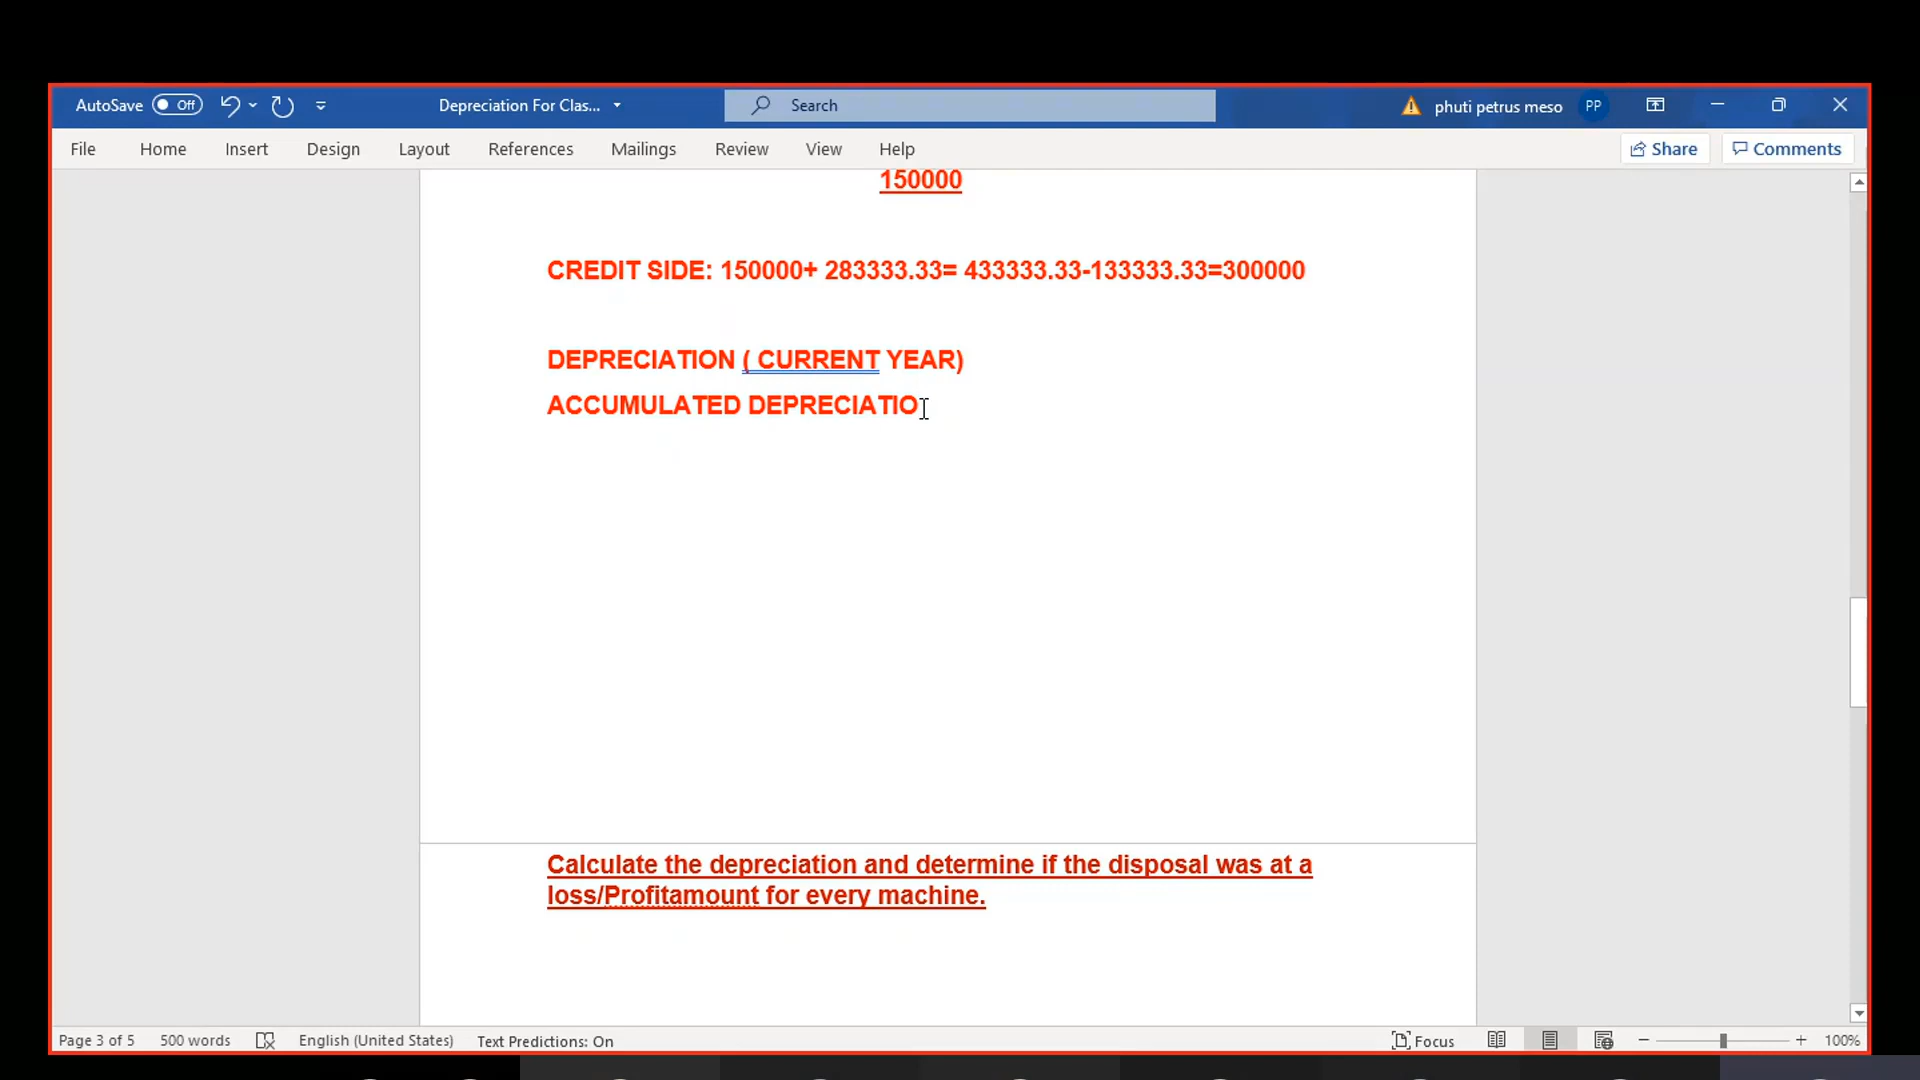 AutoSave Off Depreciation For Clas... Search phuti petrus meso PP
File Home Insert Design Layout References Mailings Review View Help Share Comments
150000
CREDIT SIDE: 150000+ 283333.33= 433333.33-133333.33=300000
DEPRECIATION ( CURRENT YEAR)
ACCUMULATED DEPRECIATIO
Calculate the depreciation and determine if the disposal was at a
loss/Profitamount for every machine.
Page 3 of 5 500 words English (United States) Text Predictions: On Focus 100%